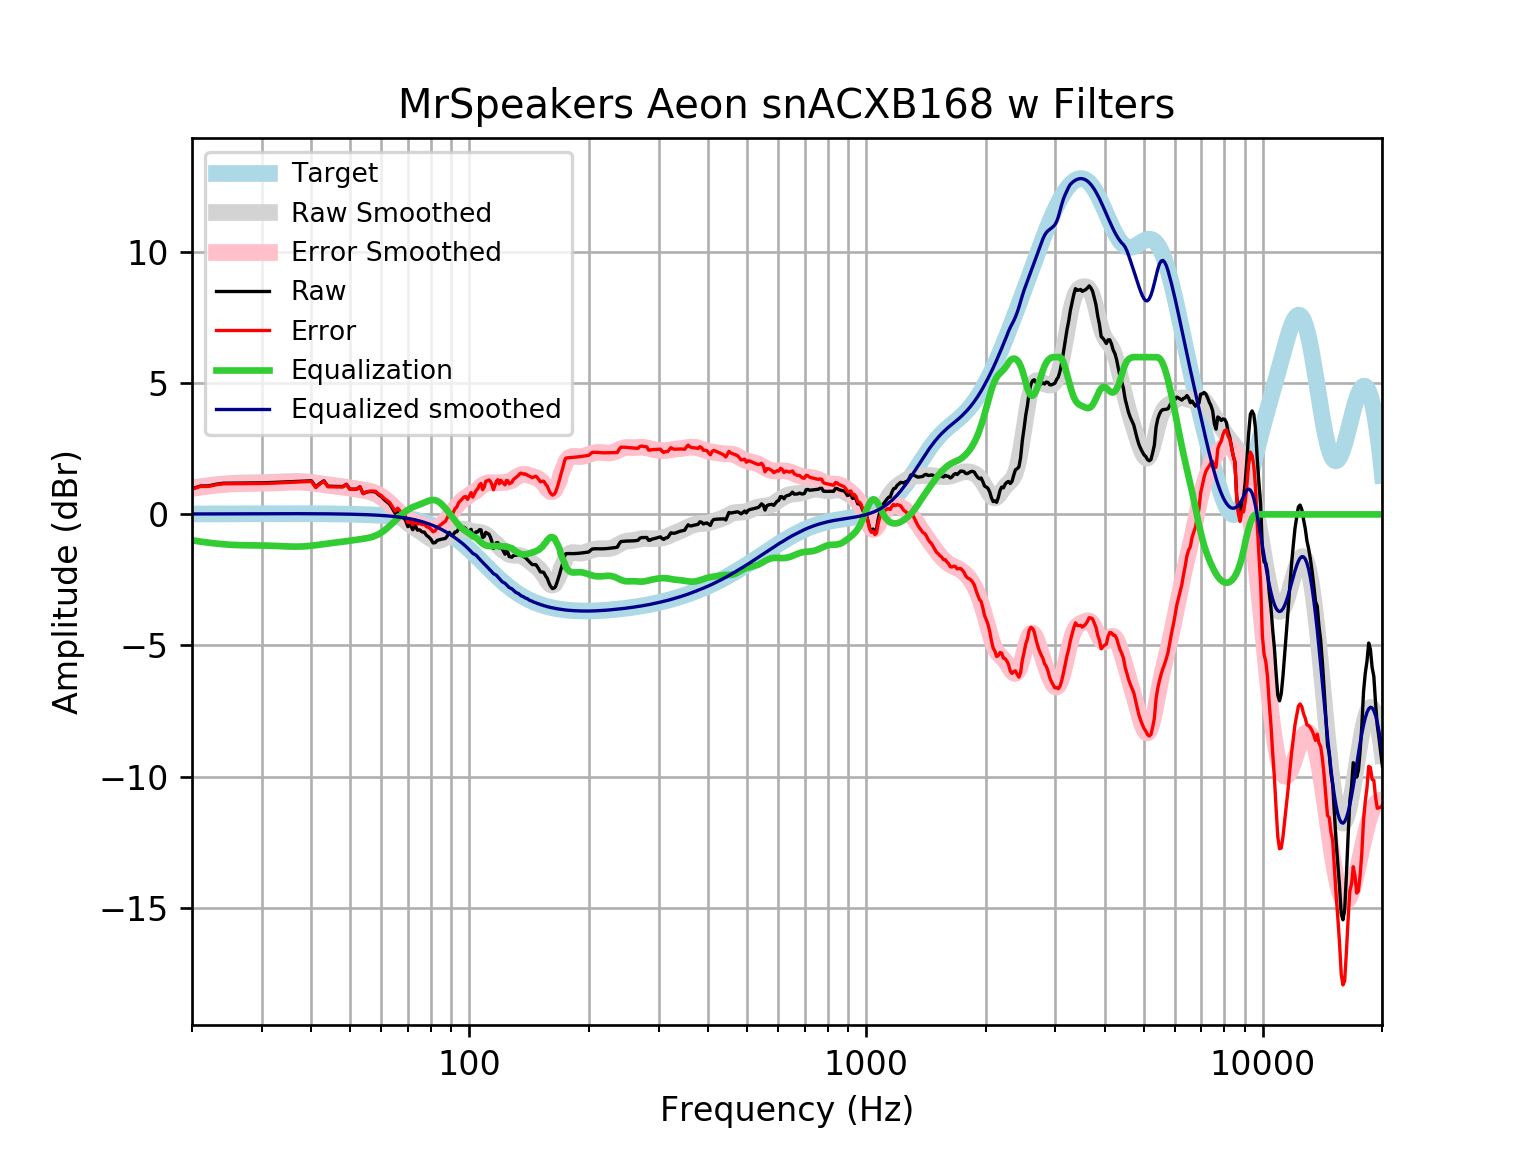 MrSpeakers Aeon snACXB168 w Filters
Target
Raw Smoothed
Error Smoothed
Raw
Error
Equalization
Equalized smoothed
10
5
0
−5
−10
−15
Amplitude (dBr)
100
1000
10000
Frequency (Hz)